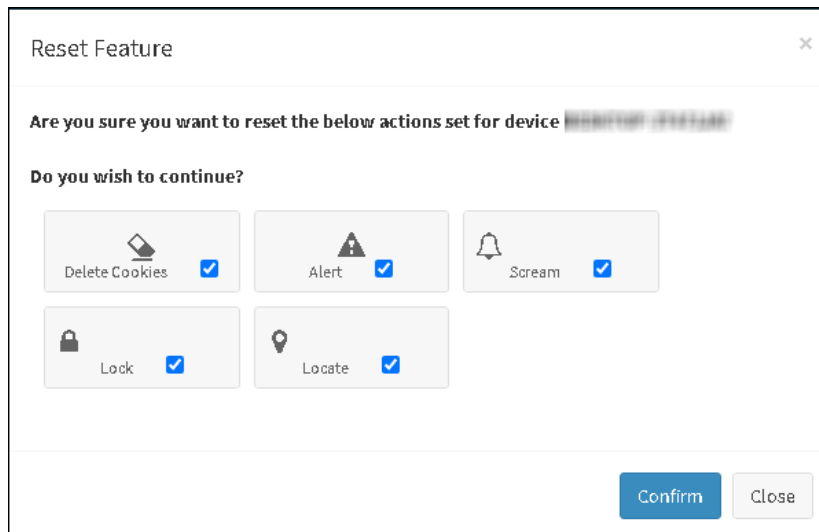 Reset Feature ×
Are you sure you want to reset the below actions set for device
Do you wish to continue?
Delete Cookies Alert Scream
Lock Locate
Confirm Close